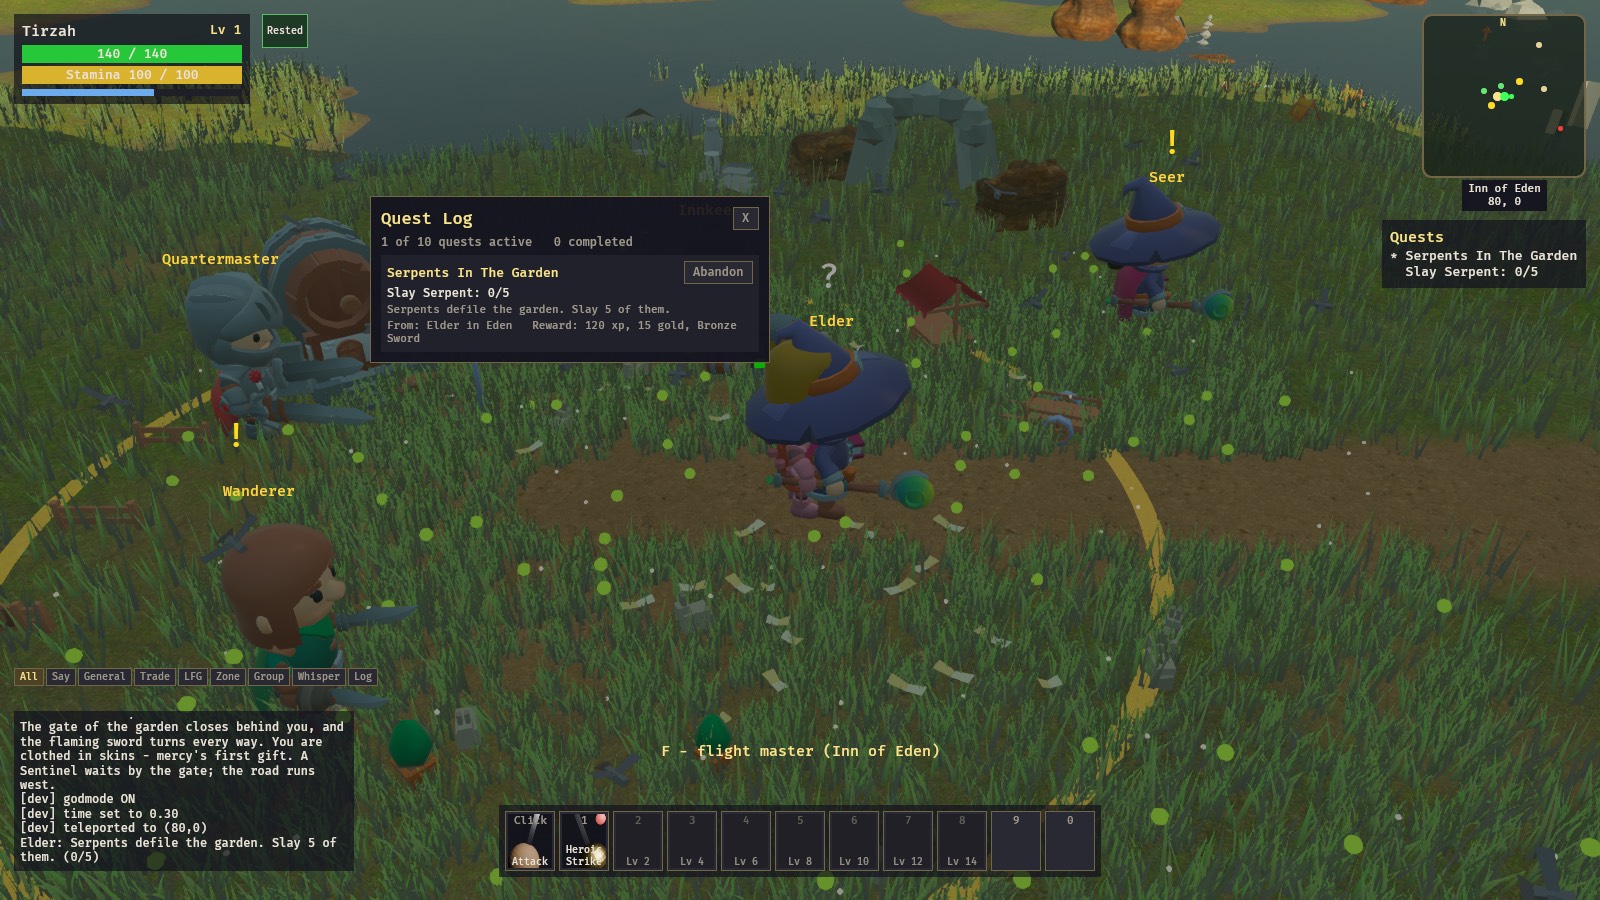 Tirzah Lv 1
Rested
140 / 140
Stamina 100 / 100
N
Inn of Eden
80, 0
Quests
* Serpents In The Garden
Slay Serpent: 0/5
!
Seer
Quartermaster
Quest Log
X
1 of 10 quests active 0 completed
Serpents In The Garden
Abandon
Slay Serpent: 0/5
Serpents defile the garden. Slay 5 of them.
From: Elder in Eden Reward: 120 xp, 15 gold, Bronze
Sword
?
Elder
!
Wanderer
All Say General Trade LFG Zone Group Whisper Log
The gate of the garden closes behind you, and
the flaming sword turns every way. You are
clothed in skins - mercy's first gift. A
Sentinel waits by the gate; the road runs
west.
[dev] godmode ON
[dev] time set to 0.30
[dev] teleported to (80,0)
Elder: Serpents defile the garden. Slay 5 of
them. (0/5)
F - flight master (Inn of Eden)
Click 1 2 3 4 5 6 7 8 9 0
Attack Heroic Strike Lv 2 Lv 4 Lv 6 Lv 8 Lv 10 Lv 12 Lv 14